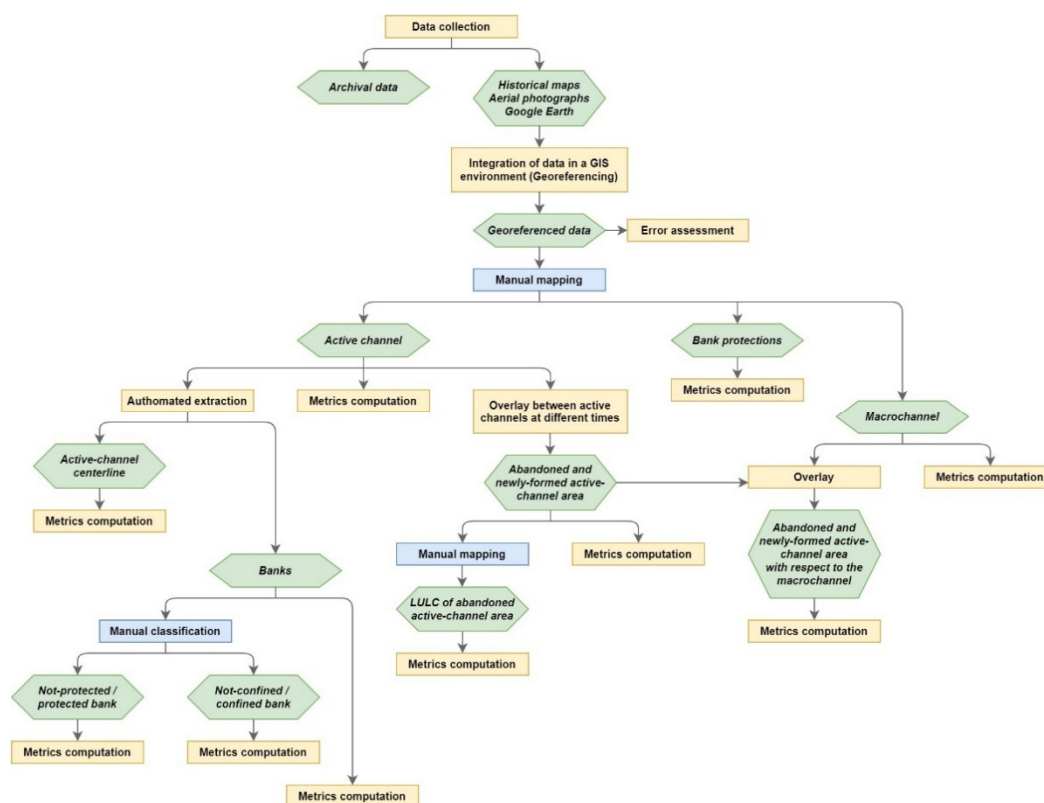 Data collection
Archival data
Historical maps
Aerial photographs
Google Earth
Integration of data in a GIS
environment (Georeferencing)
Georeferenced data
Error assessment
Manual mapping
Active channel
Bank protections
Authomated extraction
Metrics computation
Overlay between active
channels at different times
Metrics computation
Macrochannel
Active-channel
centerline
Abandoned and
newly-formed active-
channel area
Overlay
Metrics computation
Metrics computation
Abandoned and
newly-formed active-
channel area
with respect to the
macrochannel
Manual mapping
Metrics computation
Banks
LULC of abandoned
active-channel area
Manual classification
Metrics computation
Metrics computation
Not-protected /
protected bank
Not-confined /
confined bank
Metrics computation
Metrics computation
Metrics computation